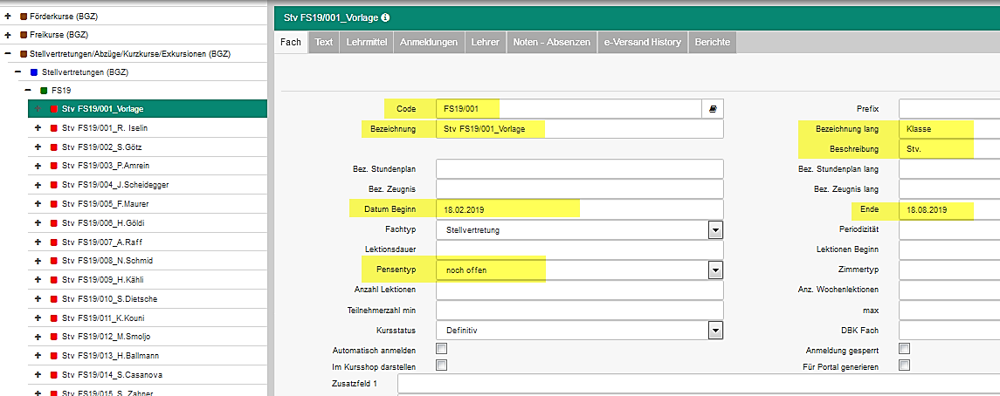 Förderkurse (BGZ)
Freikurse (BGZ)
Stellvertretungen/Abzüge/Kurzkurse/Exkursionen (BGZ)
Stellvertretungen (BGZ)
FS19
Stv FS19/001_Vorlage
Stv FS19/001_R. Iselin
Stv FS19/002_S.Götz
Stv FS19/003_P.Amrein
Stv FS19/004_J.Scheidegger
Stv FS19/005_F.Maurer
Stv FS19/006_H.Göldi
Stv FS19/007_A.Raff
Stv FS19/008_N.Schmid
Stv FS19/009_H.Kähli
Stv FS19/010_S.Dietsche
Stv FS19/011_K.Kouni
Stv FS19/012_M.Smoljo
Stv FS19/013_H.Ballmann
Stv FS19/014_S.Casanova
Stv FS19/015_S. Zahner
Stv FS19/001_Vorlage
Fach Text Lehrmittel Anmeldungen Lehrer Noten - Absenzen e-Versand History Berichte
Code FS19/001 Prefix
Bezeichnung Stv FS19/001_Vorlage Bezeichnung lang Klasse
Beschreibung Stv.
Bez. Stundenplan Bez. Stundenplan lang
Bez. Zeugnis Bez. Zeugnis lang
Datum Beginn 18.02.2019 Ende 18.08.2019
Fachtyp Stellvertretung Periodizität
Lektionsdauer Lektionen Beginn
Pensentyp noch offen Zimmertyp
Anzahl Lektionen Anz. Wochenlektionen
Teilnehmerzahl min max
Kursstatus Definitiv DBK Fach
Automatisch anmelden Anmeldung gesperrt
Im Kursshop darstellen Für Portal generieren
Zusatzfeld 1